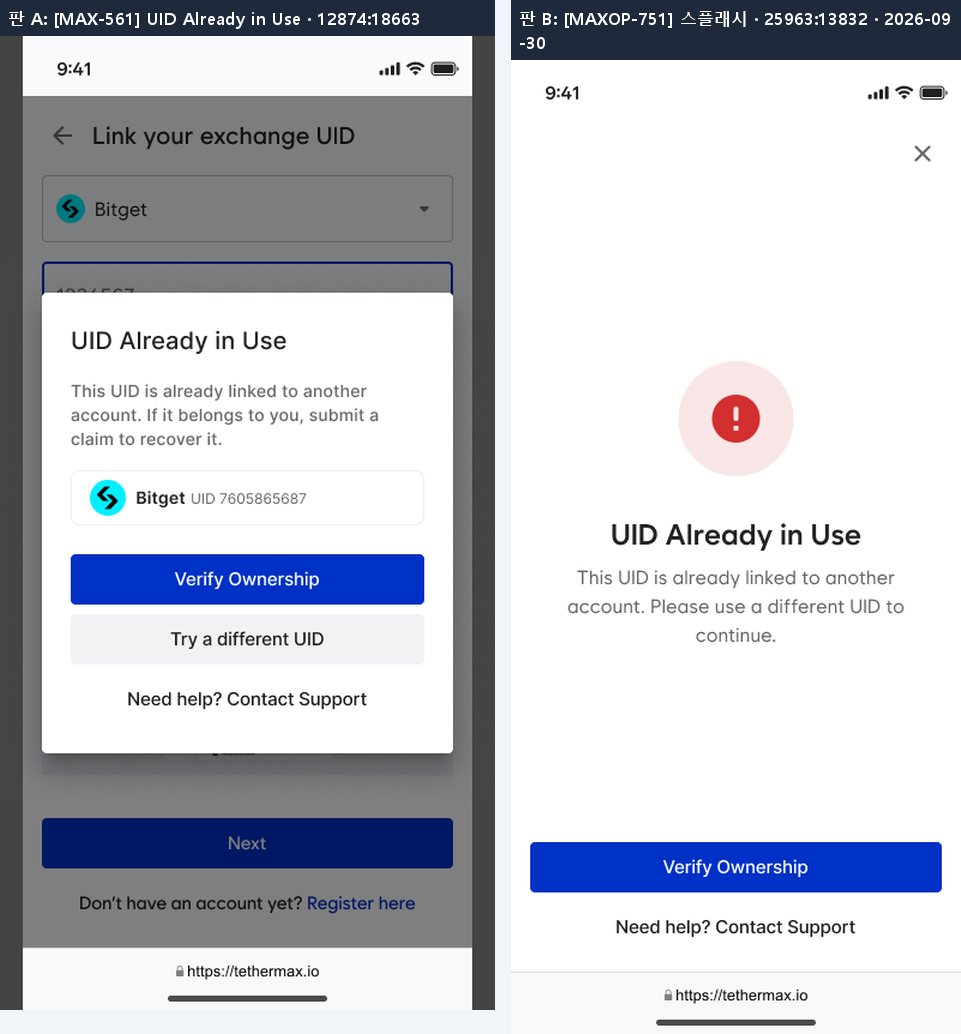 판 A: [MAX-561] UID Already in Use · 12874:18663
9:41
Link your exchange UID
Bitget
1234567
UID Already in Use
This UID is already linked to another
account. If it belongs to you, submit a
claim to recover it.
Bitget UID 7605865687
Verify Ownership
Try a different UID
Need help? Contact Support
Next
Don't have an account yet? Register here
https://tethermax.io
판 B: [MAXOP-751] 스플래시 · 25963:13832 · 2026-09
-30
9:41
UID Already in Use
This UID is already linked to another
account. Please use a different UID to
continue.
Verify Ownership
Need help? Contact Support
https://tethermax.io